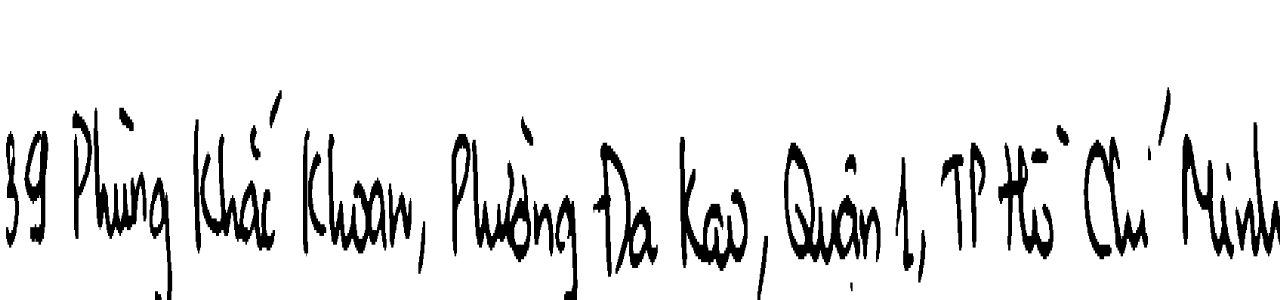 39 Phùng Khắc Khoan, Phường Đa Kao, Quận 1, TP Hồ Chí Minh